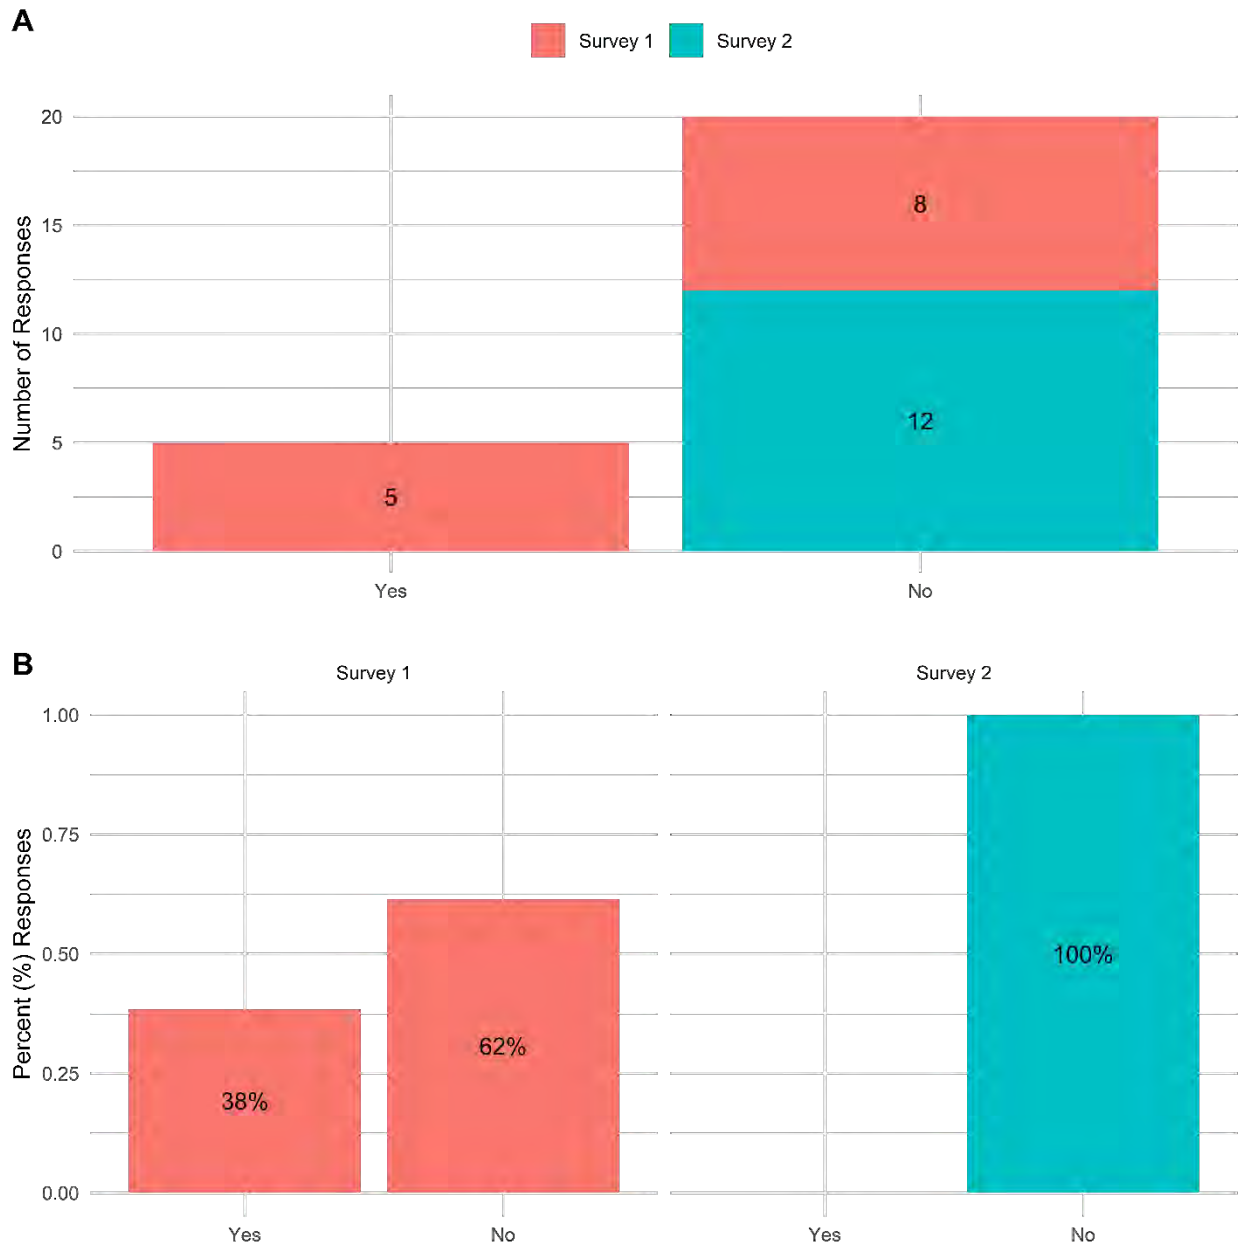 A
Survey 1 Survey 2
Number of Responses
20
15
10
5
0
8
12
5
Yes No
B
Survey 1 Survey 2
Percent (%) Responses
1.00
0.75
0.50
0.25
0.00
38%
62%
100%
Yes No Yes No